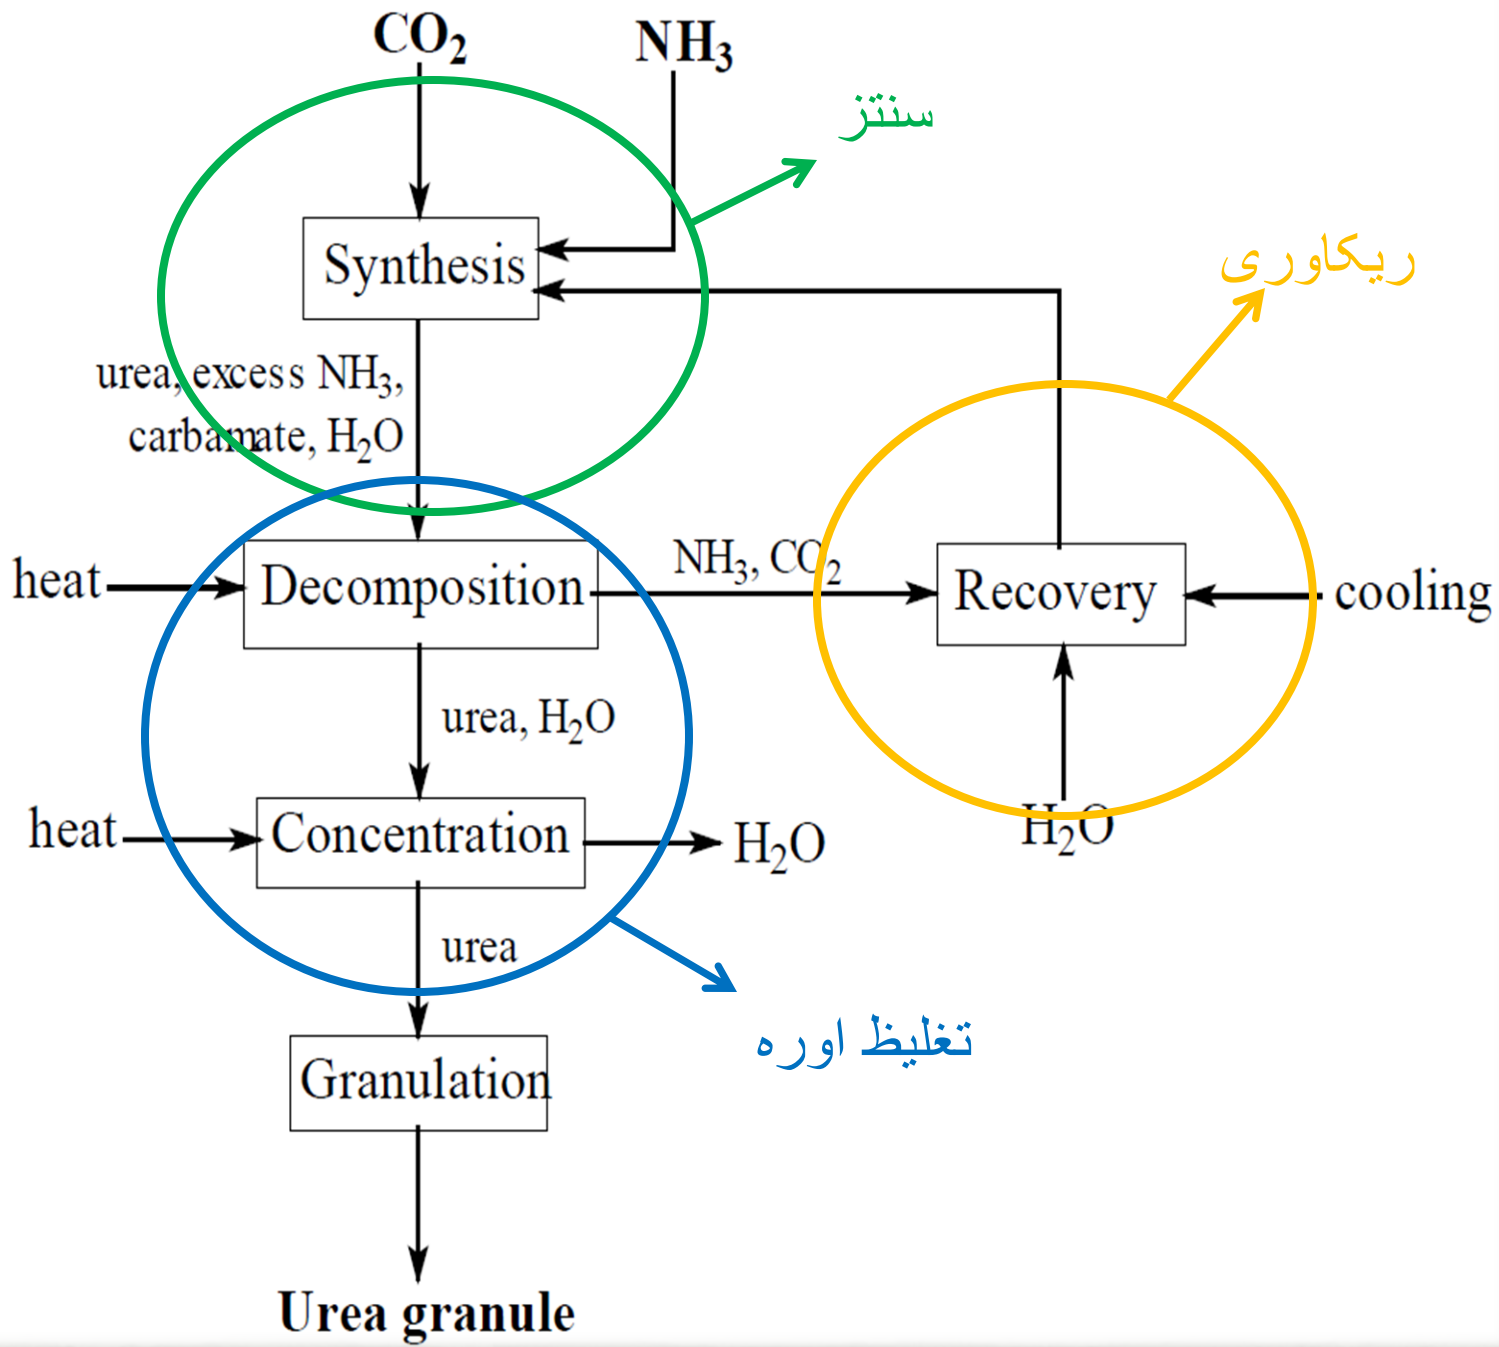 CO₂
NH₃
سنتز
Synthesis
ریکاوری
urea, excess NH₃,
carbamate, H₂O
heat
Decomposition
NH₃, CO₂
Recovery
cooling
urea, H₂O
heat
Concentration
H₂O
H₂O
urea
تغلیظ اوره
Granulation
Urea granule